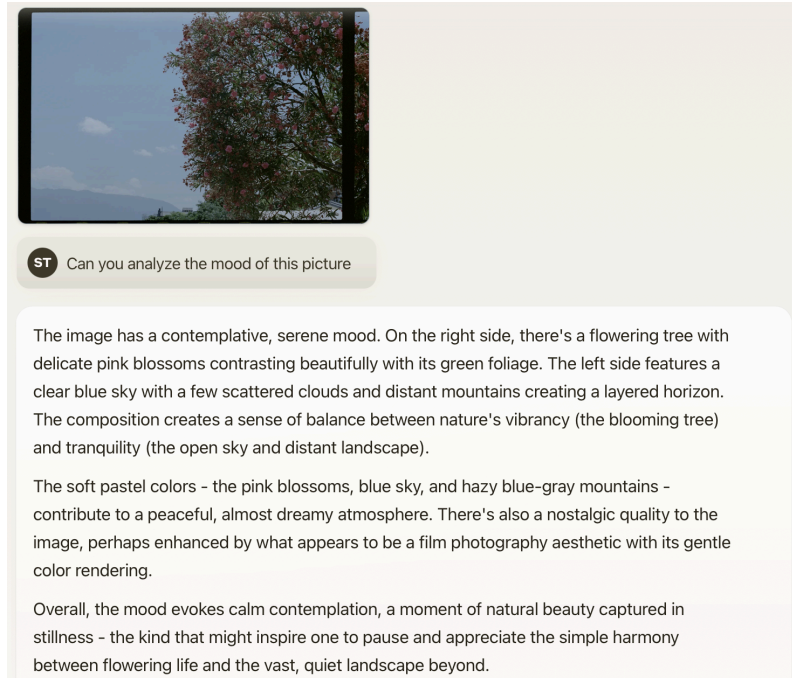 ST Can you analyze the mood of this picture
The image has a contemplative, serene mood. On the right side, there's a flowering tree with
delicate pink blossoms contrasting beautifully with its green foliage. The left side features a
clear blue sky with a few scattered clouds and distant mountains creating a layered horizon.
The composition creates a sense of balance between nature's vibrancy (the blooming tree)
and tranquility (the open sky and distant landscape).
The soft pastel colors - the pink blossoms, blue sky, and hazy blue-gray mountains -
contribute to a peaceful, almost dreamy atmosphere. There's also a nostalgic quality to the
image, perhaps enhanced by what appears to be a film photography aesthetic with its gentle
color rendering.
Overall, the mood evokes calm contemplation, a moment of natural beauty captured in
stillness - the kind that might inspire one to pause and appreciate the simple harmony
between flowering life and the vast, quiet landscape beyond.